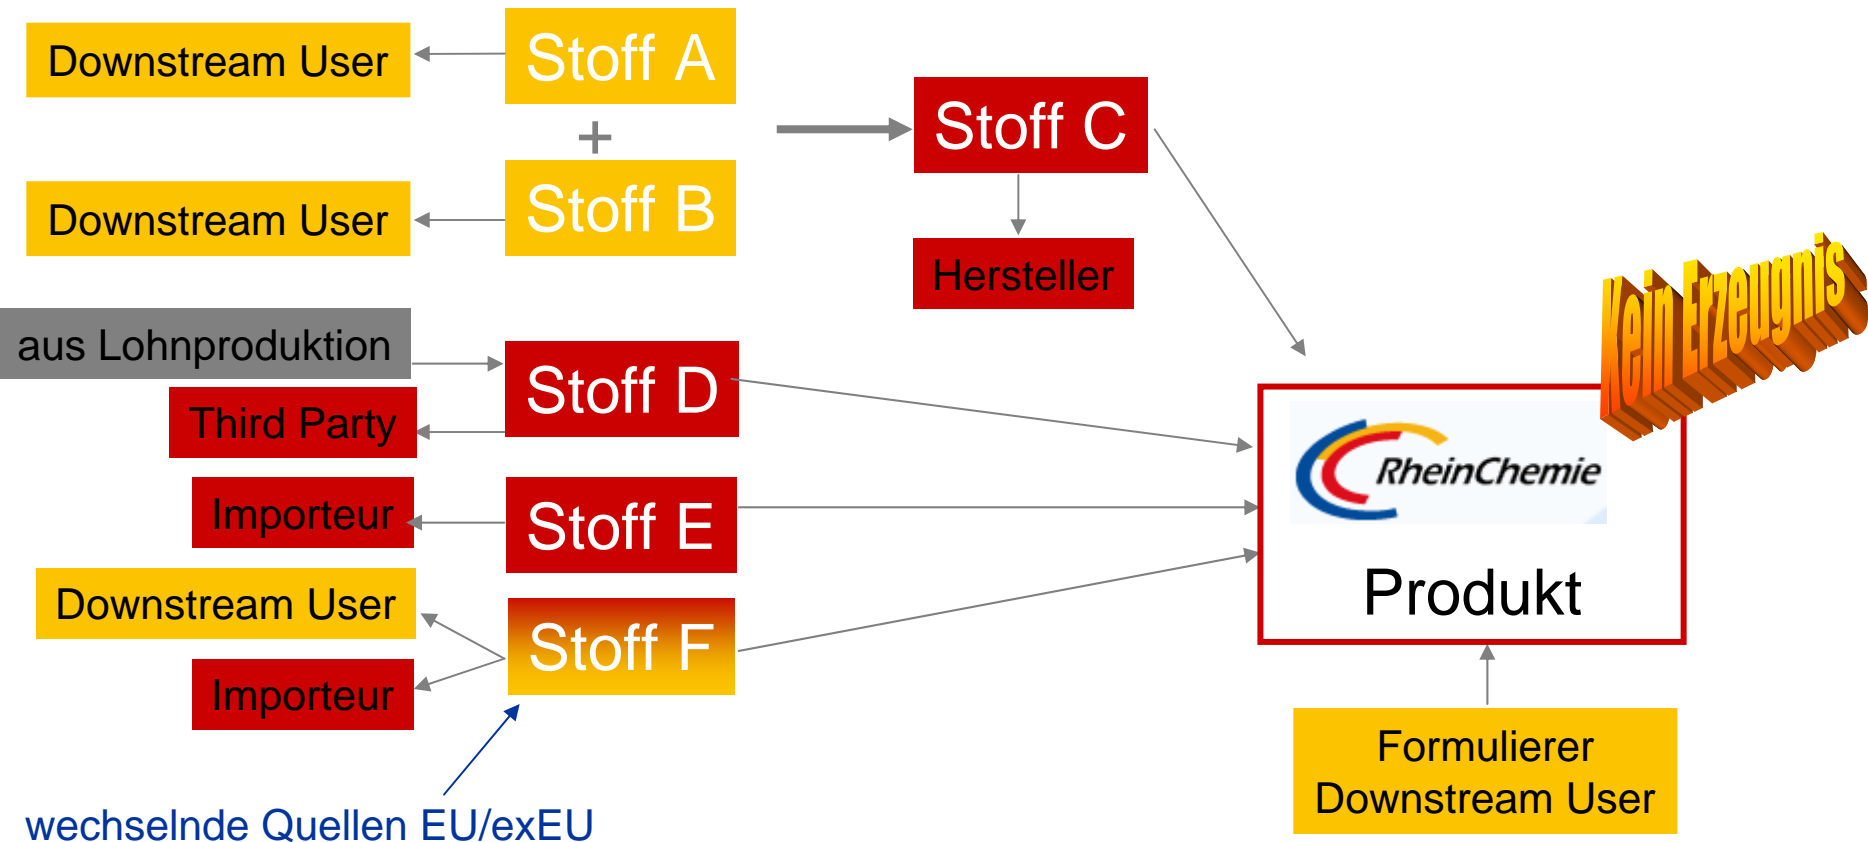 Downstream User
Stoff A
+
Stoff C
Downstream User
Stoff B
Hersteller
Kein Erzeugnis
aus Lohnproduktion
Stoff D
Third Party
RheinChemie
Importeur
Stoff E
Downstream User
Stoff F
Produkt
Importeur
Formulierer
Downstream User
wechselnde Quellen EU/exEU